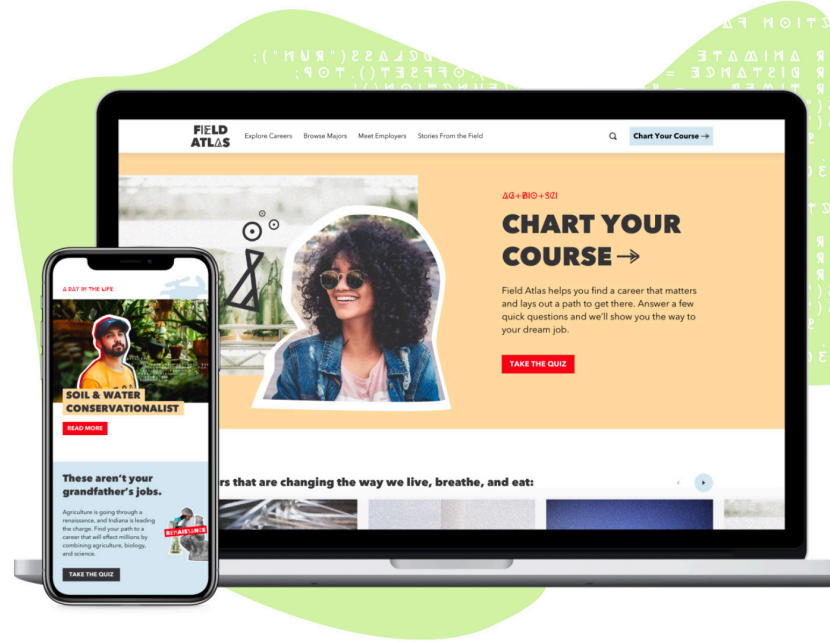 FIELD
ATLAS
Explore Careers
Browse Majors
Meet Employers
Stories From the Field
Chart Your Course →
AG+BIO+SCI
CHART YOUR
COURSE →
Field Atlas helps you find a career that matters
and lays out a path to get there. Answer a few
quick questions and we'll show you the way to
your dream job.
TAKE THE QUIZ
rs that are changing the way we live, breathe, and eat:
A DAY IN THE LIFE
SOIL & WATER
CONSERVATIONALIST
READ MORE
These aren't your
grandfather's jobs.
Agriculture is going through a
renaissance, and Indiana is leading
the charge. Find your path to a
career that will effect millions by
combining agriculture, biology,
and science.
RENAISSANCE
TAKE THE QUIZ